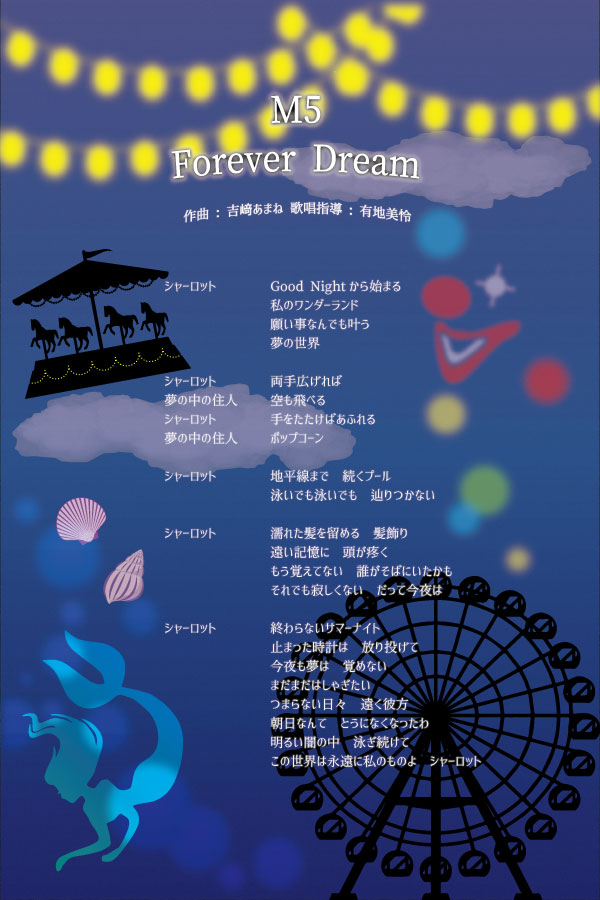 M5
Forever Dream
作曲：吉﨑あまね 歌唱指導：有地美怜
シャーロット Good Nightから始まる
私のワンダーランド
願い事なんでも叶う
夢の世界
シャーロット 両手広げれば
夢の中の住人 空も飛べる
シャーロット 手をたたけばあふれる
夢の中の住人 ポップコーン
シャーロット 地平線まで 続くプール
泳いでも泳いでも 辿りつかない
シャーロット 濡れた髪を留める 髪飾り
遠い記憶に 頭が疼く
もう覚えてない 誰がそばにいたかも
それでも寂しくない だって今夜は
シャーロット 終わらないサマーナイト
止まった時計は 放り投げて
今夜も夢は 覚めない
まだまだはしゃぎたい
つまらない日々 遠く彼方
朝日なんて とうになくなつたわ
明るい闇の中 泳ぎ続けて
この世界は永遠に私のものよ シャーロット